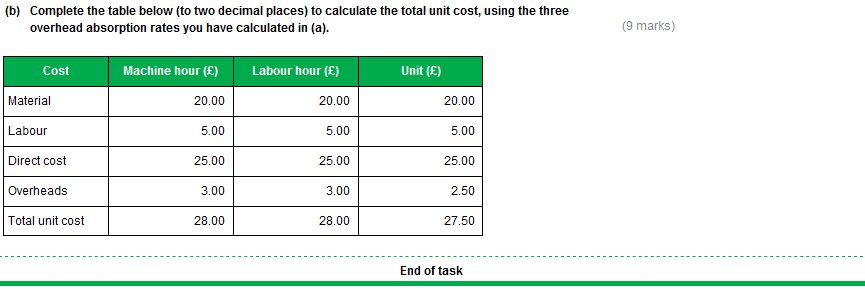 (b) Complete the table below (to two decimal places) to calculate the total unit cost, using the three
overhead absorption rates you have calculated in (a). (9 marks)
Cost Machine hour (£) Labour hour (£) Unit (£)
Material 20.00 20.00 20.00
Labour 5.00 5.00 5.00
Direct cost 25.00 25.00 25.00
Overheads 3.00 3.00 2.50
Total unit cost 28.00 28.00 27.50
End of task